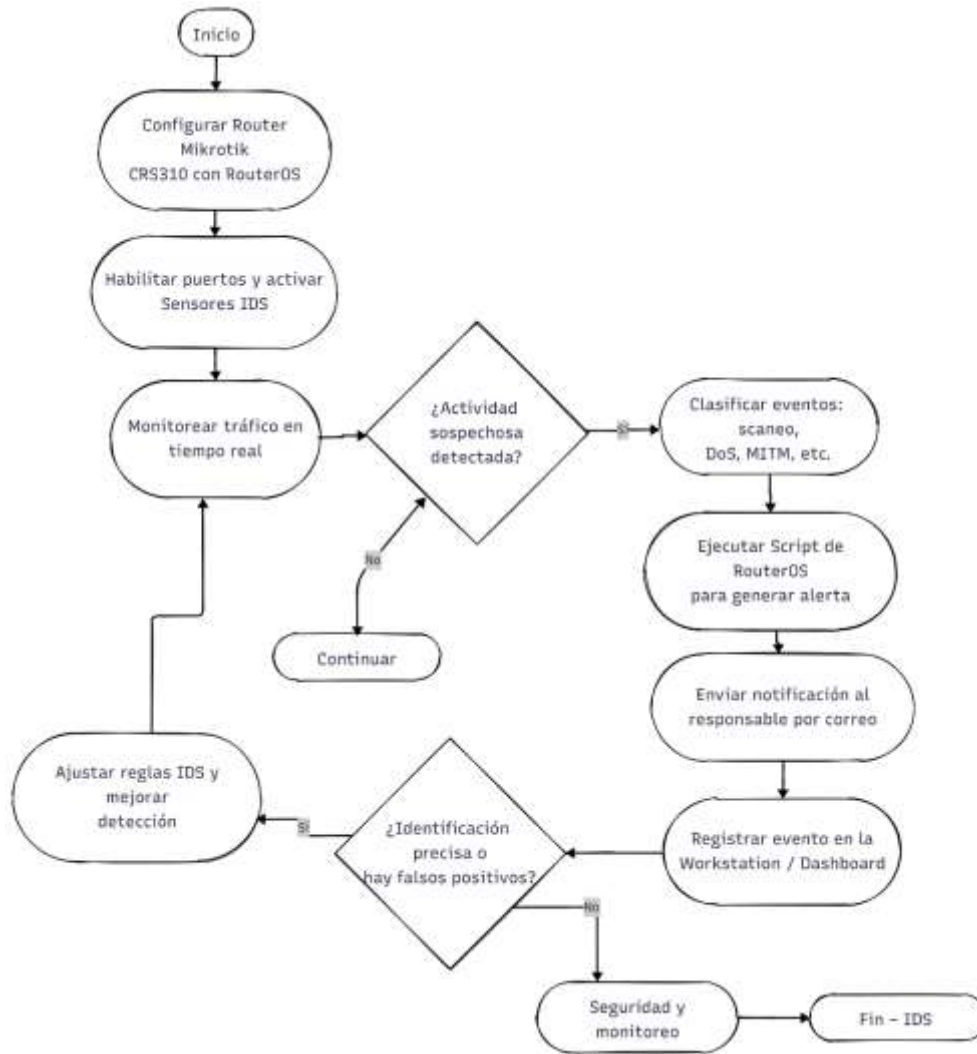 Inicio
Configurar Router
Mikrotik
CRS310 con RouterOS
Habilitar puertos y activar
Sensores IDS
Monitorear tráfico en
tiempo real
¿Actividad
sospechosa
detectada?
Si
Clasificar eventos:
scaneo,
DoS, MITM, etc.
No
Continuar
Ejecutar Script de
RouterOS
para generar alerta
Enviar notificación al
responsable por correo
Registrar evento en la
Workstation / Dashboard
¿Identificación
precisa o
hay falsos positivos?
Si
Ajustar reglas IDS y
mejorar
detección
No
Seguridad y
monitoreo
Fin – IDS